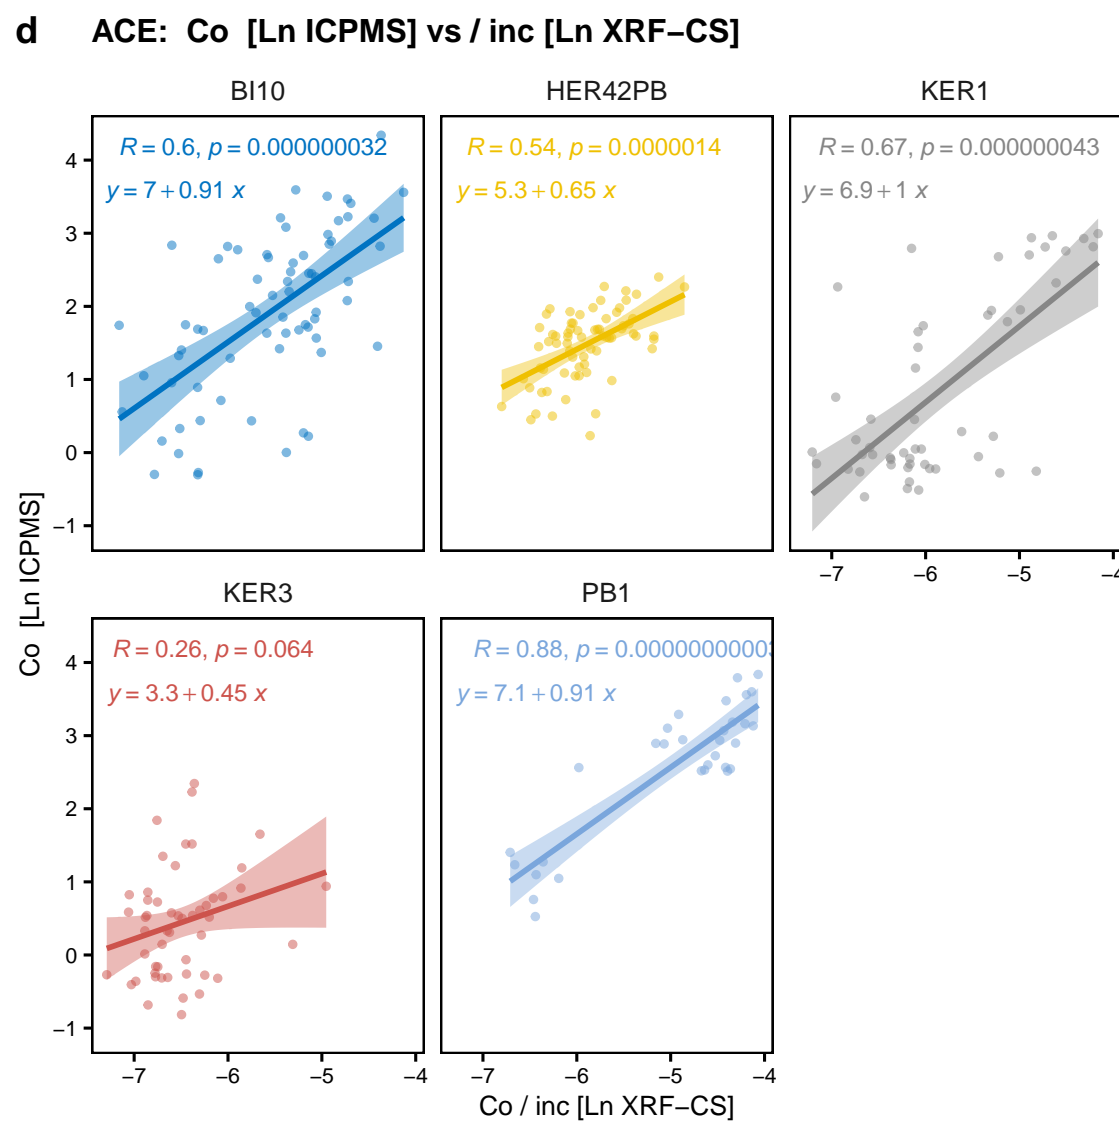 d ACE: Co [Ln ICPMS] vs / inc [Ln XRF−CS]
BI10 HER42PB KER1
R = 0.6, p = 0.000000032 R = 0.54, p = 0.0000014 R = 0.67, p = 0.000000043
y = 7 + 0.91 x y = 5.3 + 0.65 x y = 6.9 + 1 x
4
3
2
1
0
−1
−7 −6 −5
Co [Ln ICPMS]
KER3 PB1
R = 0.26, p = 0.064 R = 0.88, p = 0.00000000003
y = 3.3 + 0.45 x y = 7.1 + 0.91 x
4
3
2
1
0
−1
−7 −6 −5 −4 −7 −6 −5 −4
Co / inc [Ln XRF−CS]